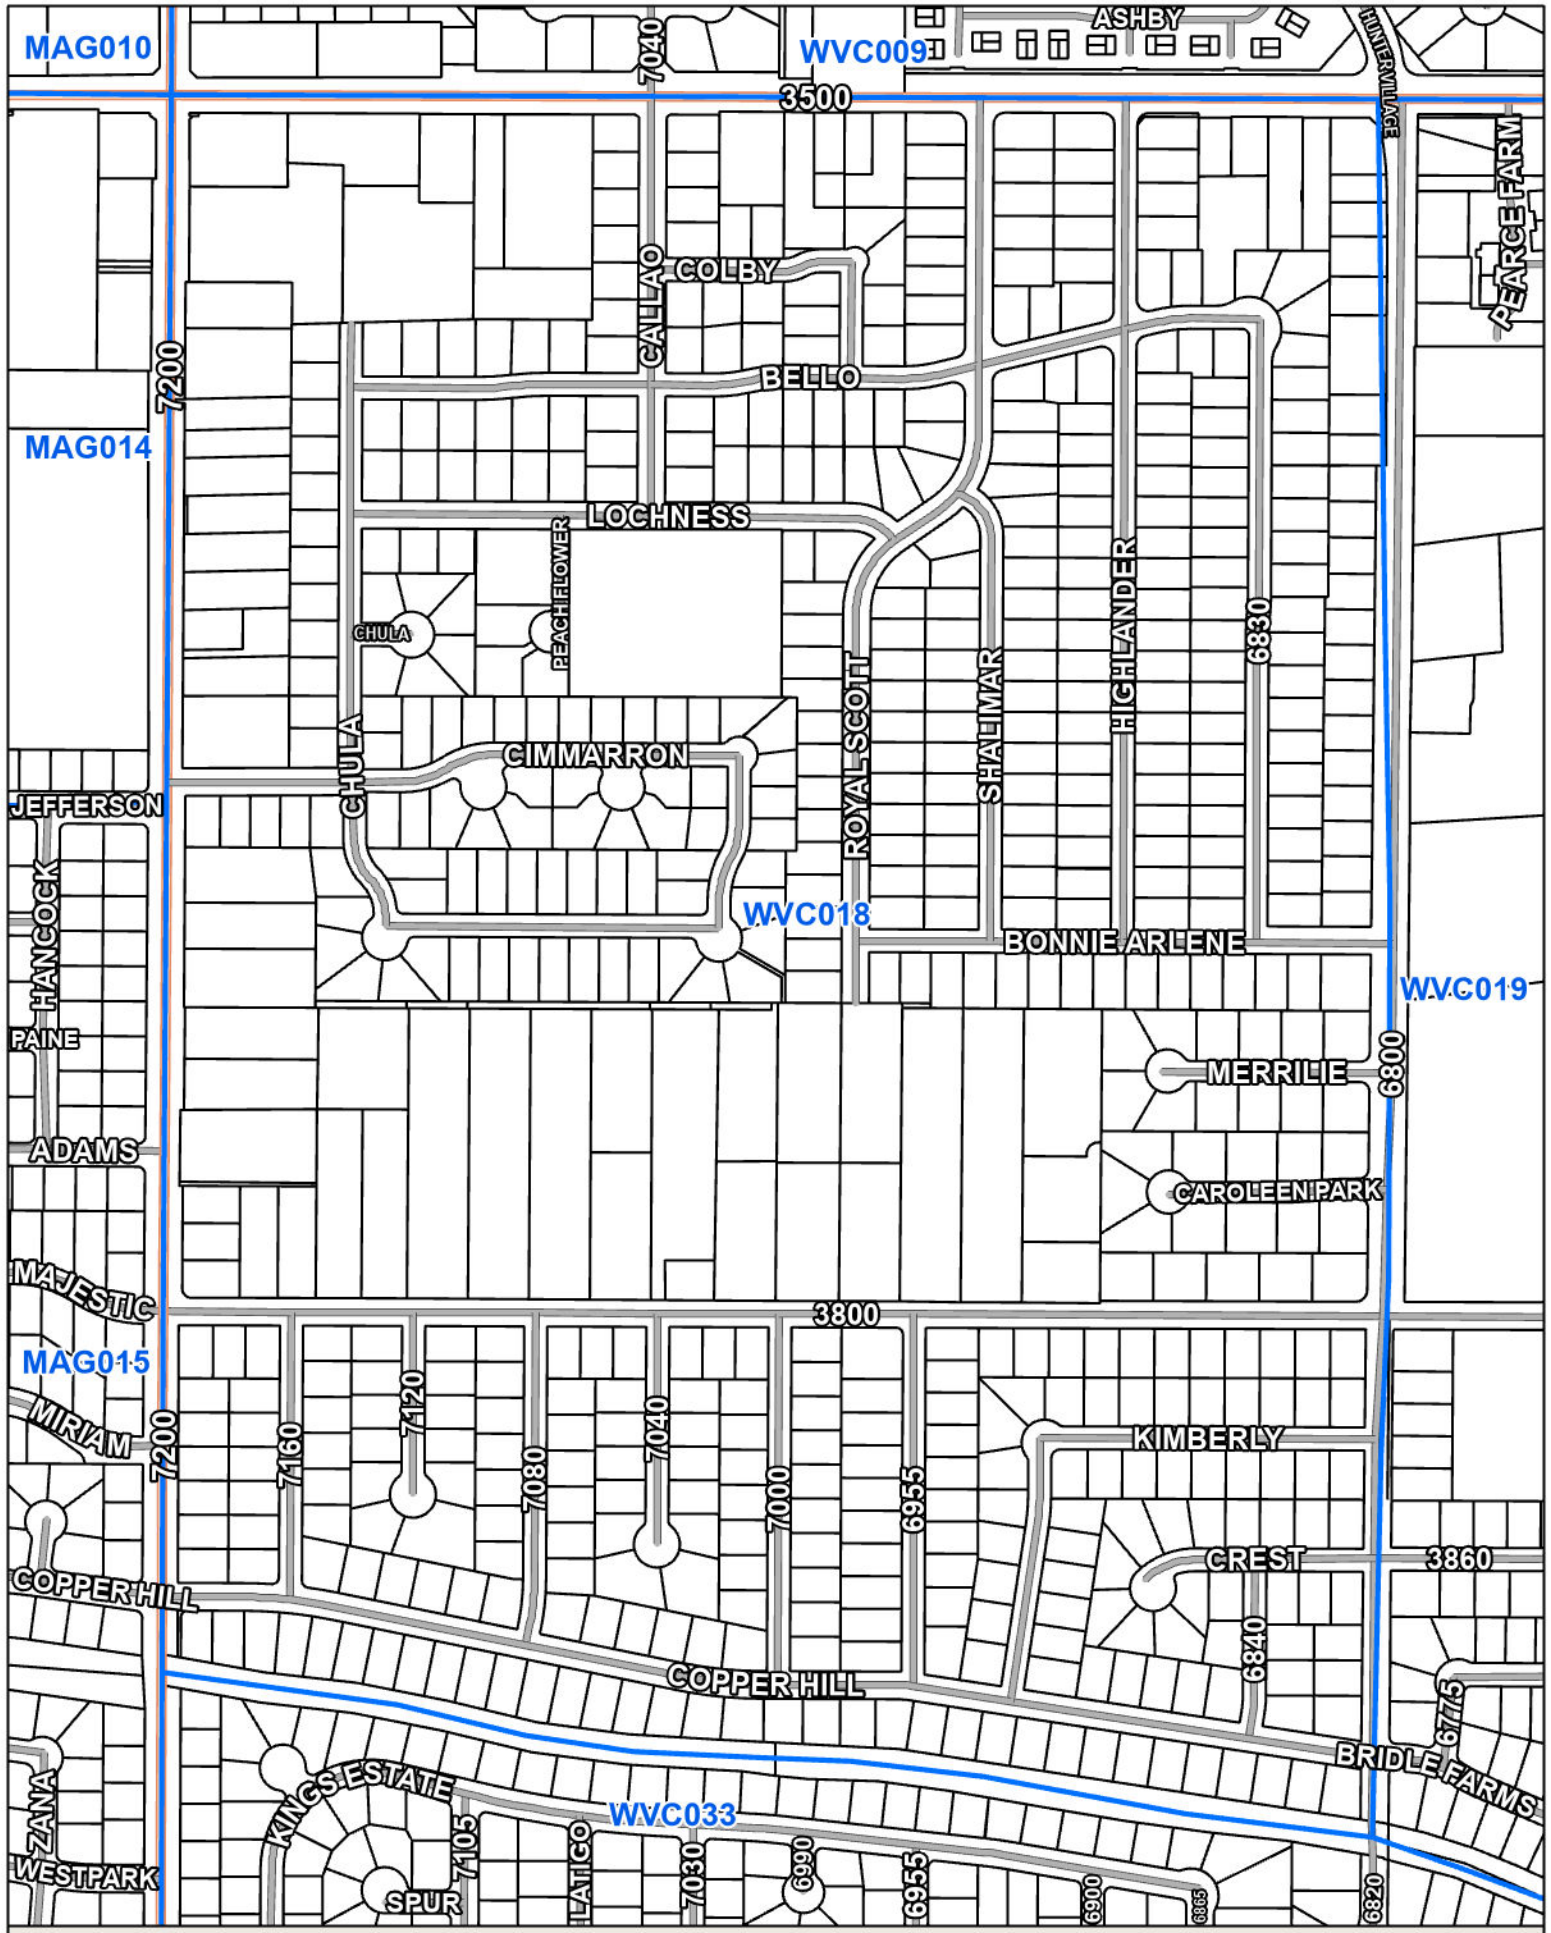 ASHBY
HUNTERVILLAGE
7040
MAG010
WVC009
3500
PEARCE FARM
CALLAO
COLBY
7200
BELLO
MAG014
LOCHNESS
PEACH FLOWER
HIGHLANDER
6830
CHULA
ROYAL SCOTT
SHALIMAR
CHULA
CIMMARRON
JEFFERSON
HANCOCK
WVC018
BONNIE ARLENE
WVC019
PAINE
6800
MERRILIE
ADAMS
CAROLEEN PARK
MAJESTIC
3800
MAG015
7120
MIRIAM
7200
7160
7040
KIMBERLY
7080
7000
6955
CREST
3860
COPPER HILL
6840
COPPER HILL
6775
BRIDLE FARMS
KINGS ESTATE
ZANA
WVC033
7105
LATIGO
7030
6990
6955
WESTPARK
SPUR
6900
6865
6820